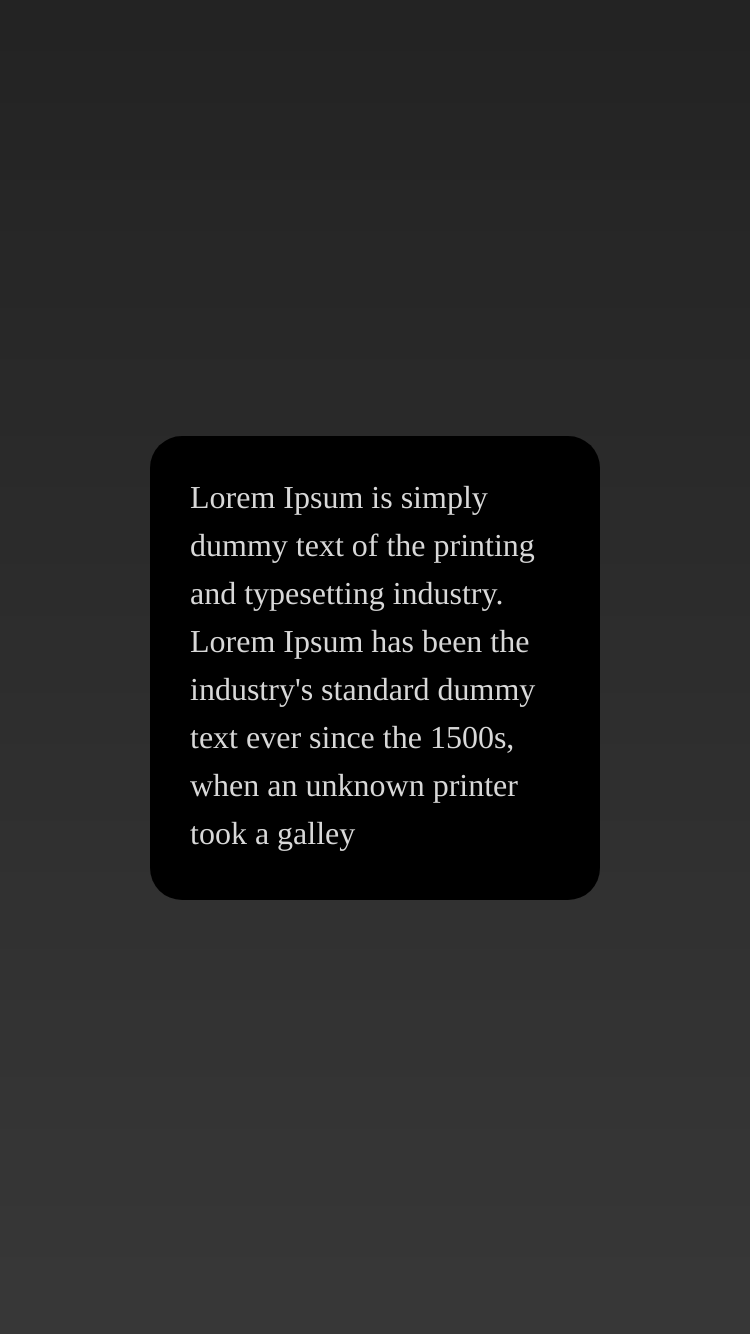 Lorem Ipsum is simply
dummy text of the printing
and typesetting industry.
Lorem Ipsum has been the
industry's standard dummy
text ever since the 1500s,
when an unknown printer
took a galley